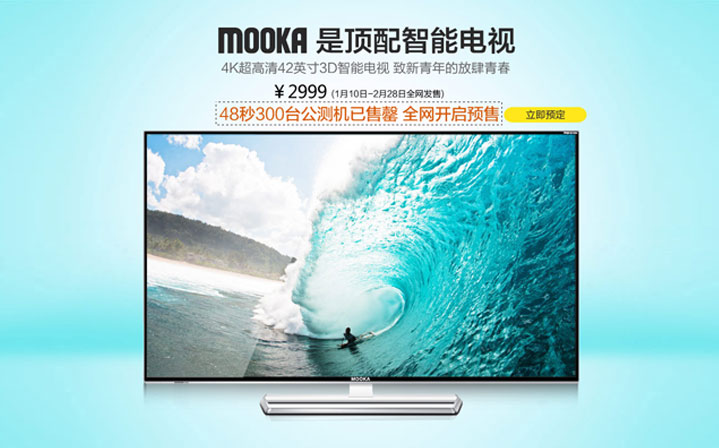 MOOKA 是顶配智能电视
4K超高清42英寸3D智能电视 致新青年的放肆青春
￥2999 (1月10日-2月28日全网发售)
48秒300台公测机已售罄 全网开启预售
立即预定
MOOKA